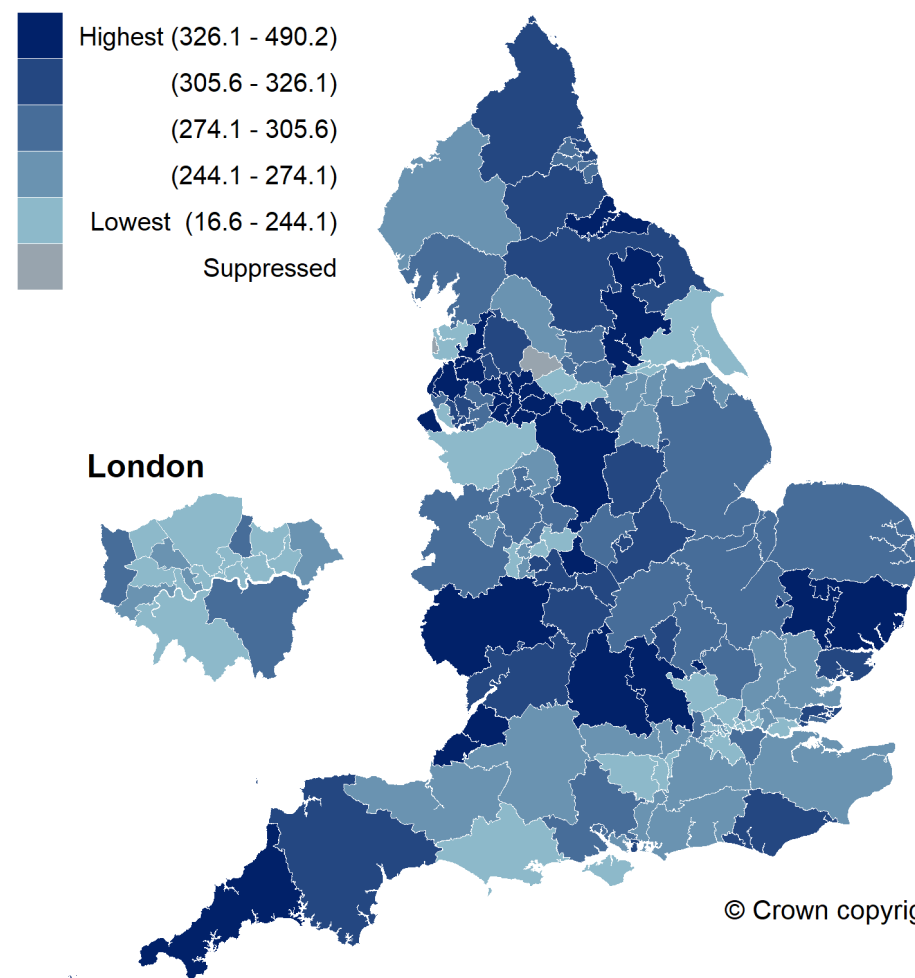 Highest (326.1 - 490.2)
(305.6 - 326.1)
(274.1 - 305.6)
(244.1 - 274.1)
Lowest (16.6 - 244.1)
Suppressed
London
© Crown copyrig